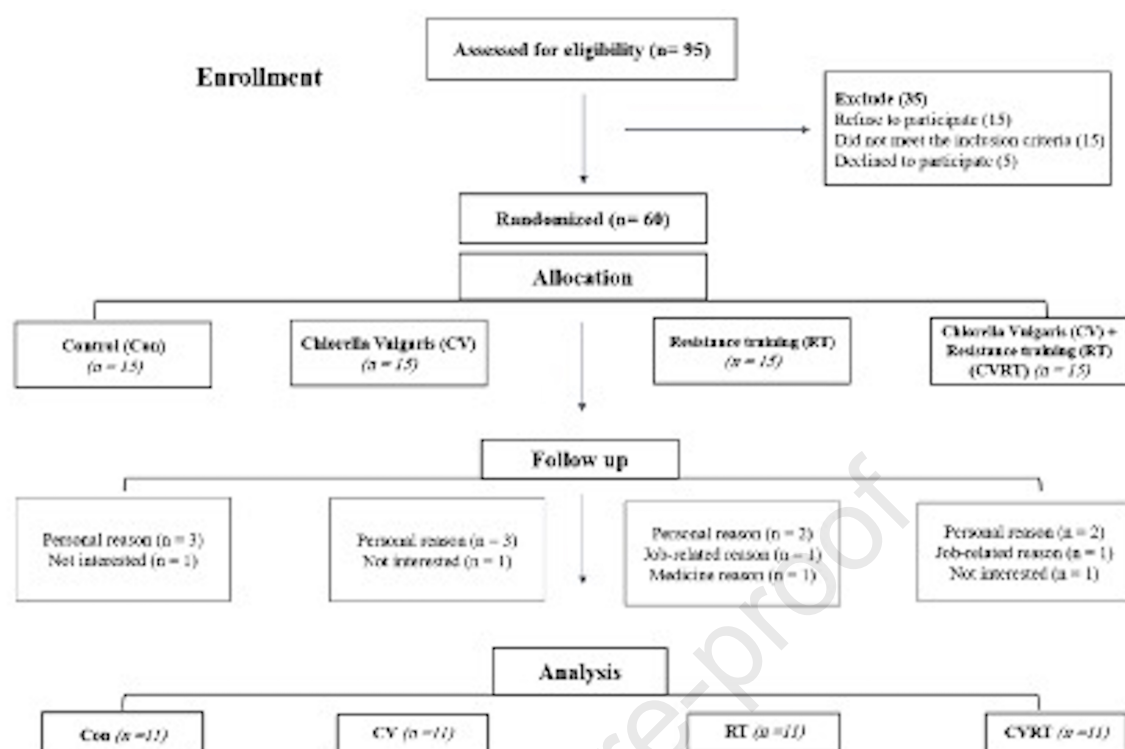 Assessed for eligibility (n= 95)
Enrollment
Exclude (35)
Refuse to participate (15)
Did not meet the inclusion criteria (15)
Declined to participate (5)
Randomized (n= 60)
Allocation
Control (Con)
(n = 15)
Chlorella Vulgaris (CV)
(n = 15)
Resistance training (RT)
(n = 15)
Chlorella Vulgaris (CV) +
Resistance training (RT)
(CVRT) (n = 15)
Follow up
Personal reason (n = 3)
Not interested (n = 1)
Personal reason (n = 3)
Not interested (n = 1)
Personal reason (n = 2)
Job-related reason (n = 1)
Medicine reason (n = 1)
Personal reason (n = 2)
Job-related reason (n = 1)
Not interested (n = 1)
Analysis
Con (n =11)
CV (n =11)
RT (n =11)
CVRT (n =11)
re-proof